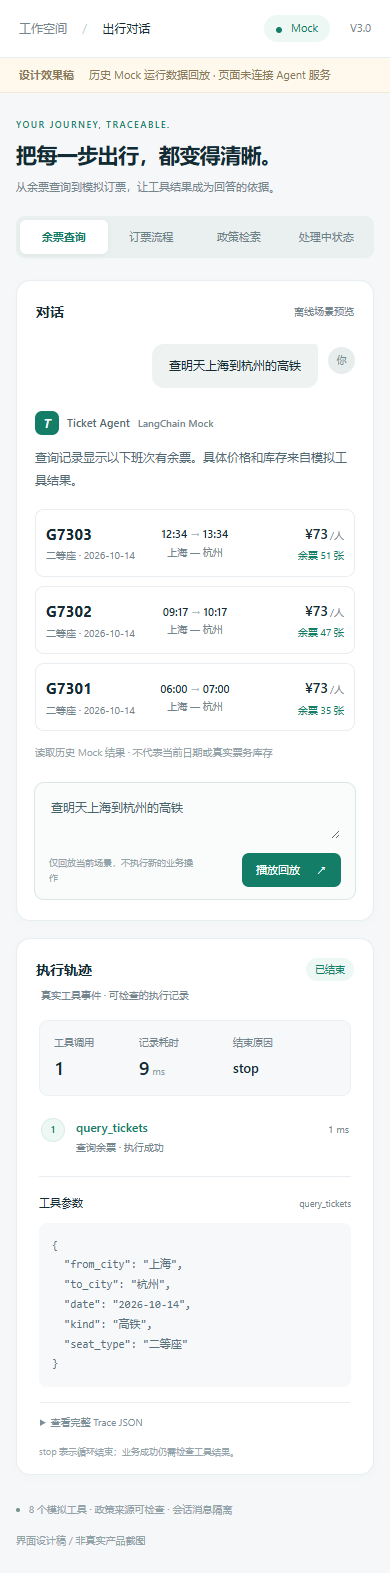 工作空间 / 出行对话 Mock V3.0
设计效果稿 历史 Mock 运行数据回放 · 页面未连接 Agent 服务
YOUR JOURNEY, TRACEABLE.
把每一步出行，都变得清晰。
从余票查询到模拟订票，让工具结果成为回答的依据。
余票查询 订票流程 政策检索 处理中状态
对话 离线场景预览
查明天上海到杭州的高铁 你
T Ticket Agent LangChain Mock
查询记录显示以下班次有余票。具体价格和库存来自模拟工
具结果。
G7303 12:34 → 13:34 ¥73 /人
二等座 · 2026-10-14 上海 — 杭州 余票 51 张
G7302 09:17 → 10:17 ¥73 /人
二等座 · 2026-10-14 上海 — 杭州 余票 47 张
G7301 06:00 → 07:00 ¥73 /人
二等座 · 2026-10-14 上海 — 杭州 余票 35 张
读取历史 Mock 结果 · 不代表当前日期或真实票务库存
查明天上海到杭州的高铁
仅回放当前场景，不执行新的业务操
作
播放回放 ↗
执行轨迹 已结束
真实工具事件 · 可检查的执行记录
工具调用 记录耗时 结束原因
1 9 ms stop
1 query_tickets 1 ms
查询余票 · 执行成功
工具参数 query_tickets
{
"from_city": "上海",
"to_city": "杭州",
"date": "2026-10-14",
"kind": "高铁",
"seat_type": "二等座"
}
▶ 查看完整 Trace JSON
stop 表示循环结束；业务成功仍需检查工具结果。
8 个模拟工具 · 政策来源可检查 · 会话消息隔离
界面设计稿 / 非真实产品截图